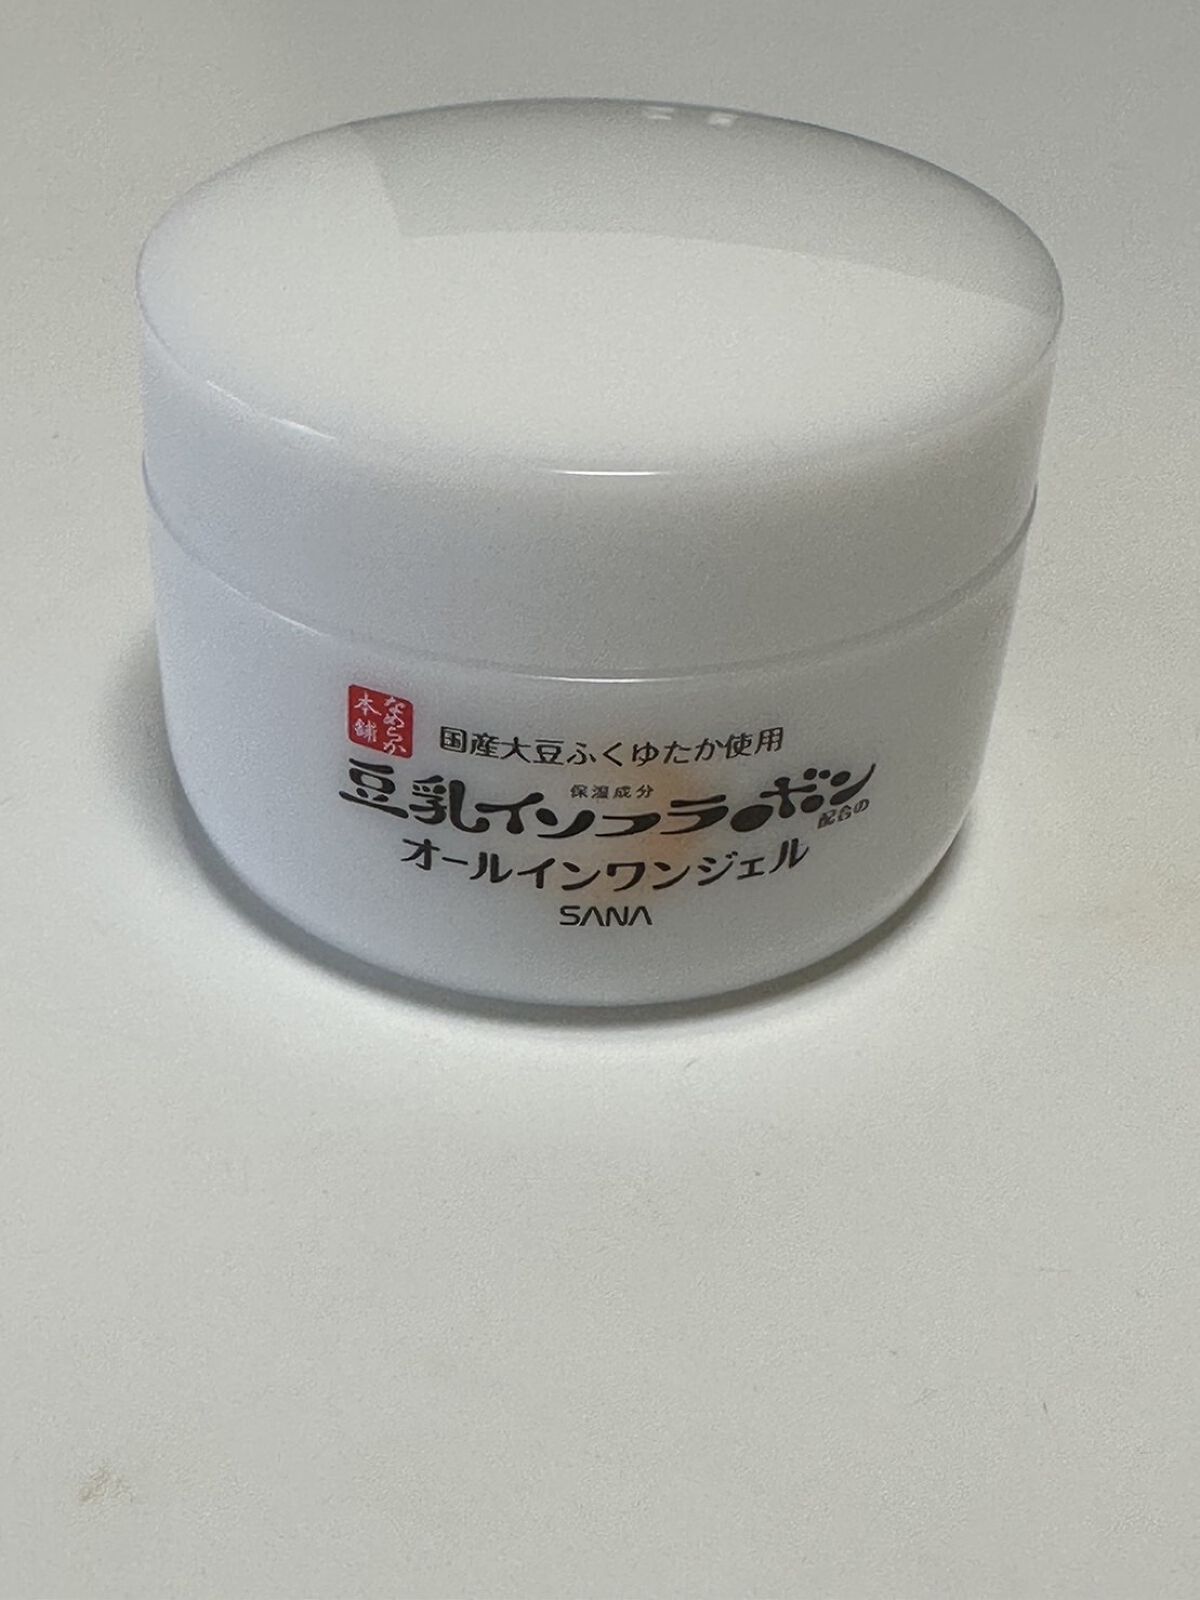 なめらか
本舗
国産大豆ふくゆたか使用
保湿成分
豆乳イソフラボン
配合の
オールインワンジェル
SANA